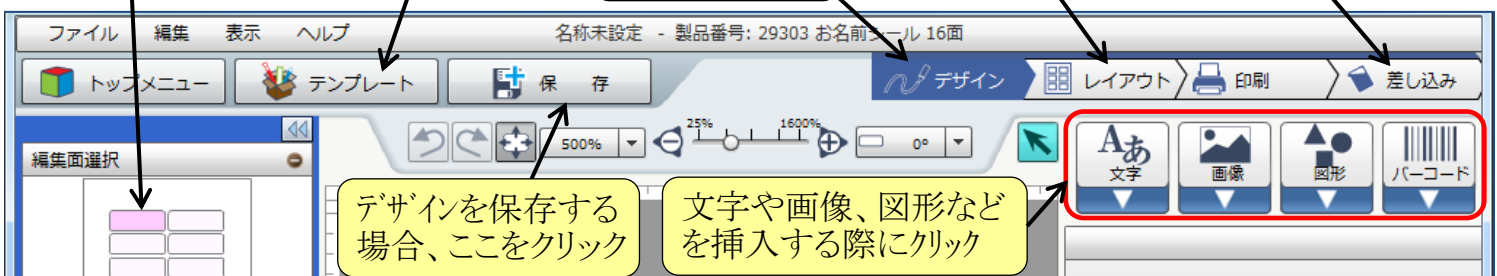 ファイル 編集 表示 ヘルプ 名称未設定 - 製品番号: 29303 お名前シール 16面
トップメニュー テンプレート 保 存 デザイン レイアウト 印刷 差し込み
500% 25% 1600% 0°
編集面選択
Aあ
文字 画像 図形 バーコード
デザインを保存する
場合、ここをクリック
文字や画像、図形など
を挿入する際にクリック